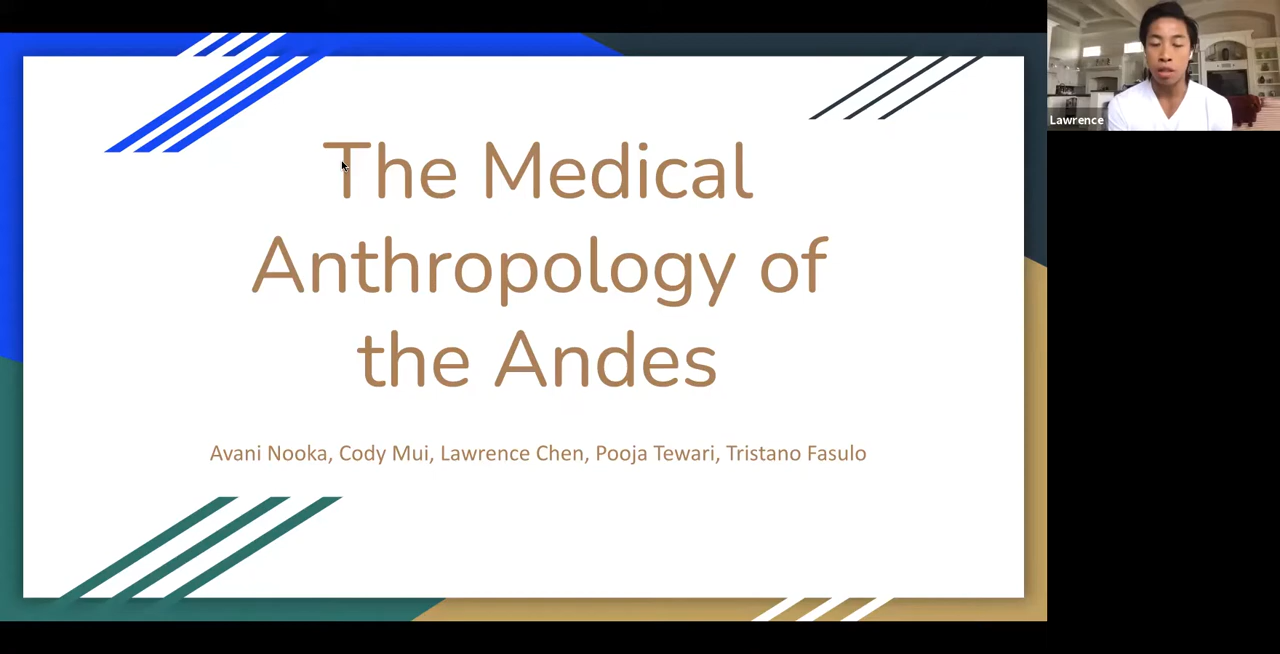 The Medical
Anthropology of
the Andes
Avani Nooka, Cody Mui, Lawrence Chen, Pooja Tewari, Tristano Fasulo
Lawrence